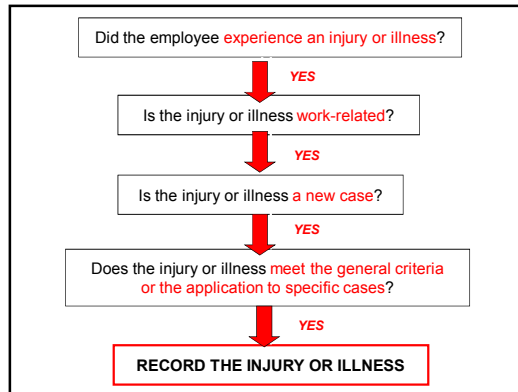 Did the employee experience an injury or illness?
YES
Is the injury or illness work-related?
YES
Is the injury or illness a new case?
YES
Does the injury or illness meet the general criteria
or the application to specific cases?
YES
RECORD THE INJURY OR ILLNESS